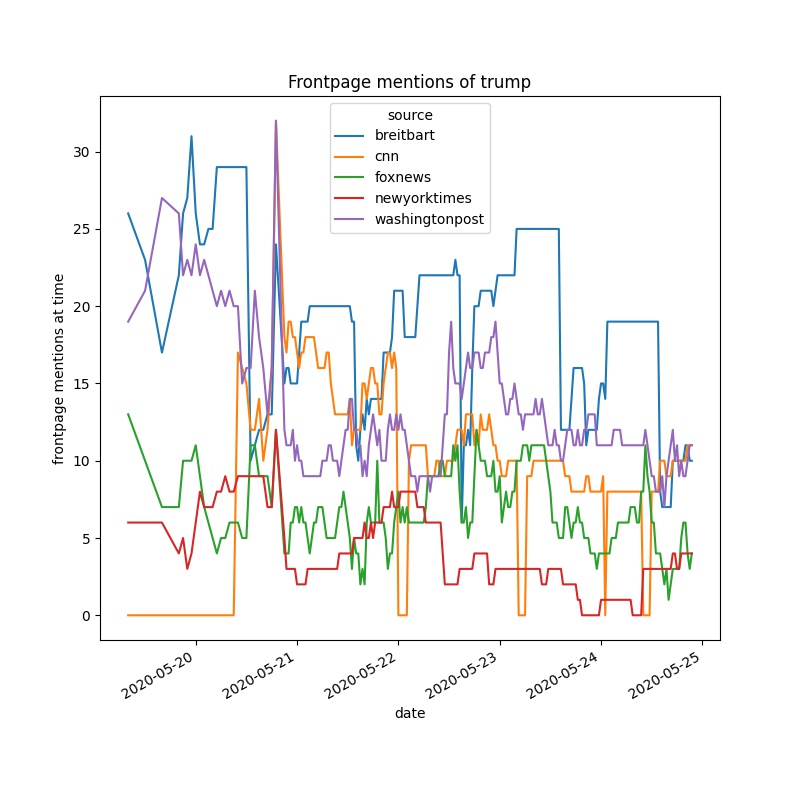 Frontpage mentions of trump
source
breitbart
cnn
foxnews
newyorktimes
washingtonpost
frontpage mentions at time
30
25
20
15
10
5
0
2020-05-20
2020-05-21
2020-05-22
2020-05-23
2020-05-24
2020-05-25
date